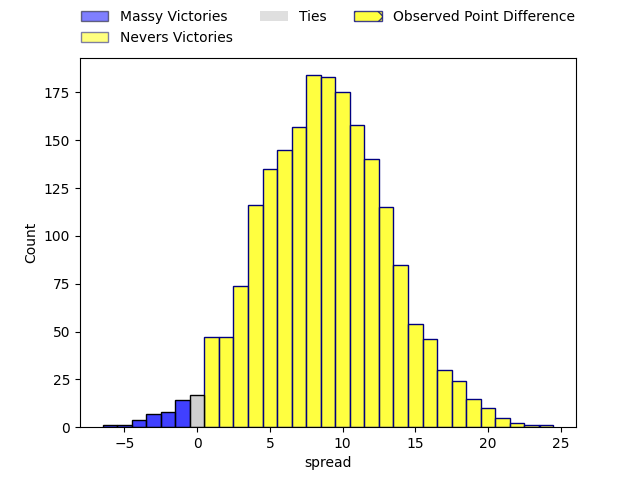 Massy Victories Ties Observed Point Difference
Nevers Victories
175
150
125
100
75
50
25
0
Count
−5 0 5 10 15 20 25
spread